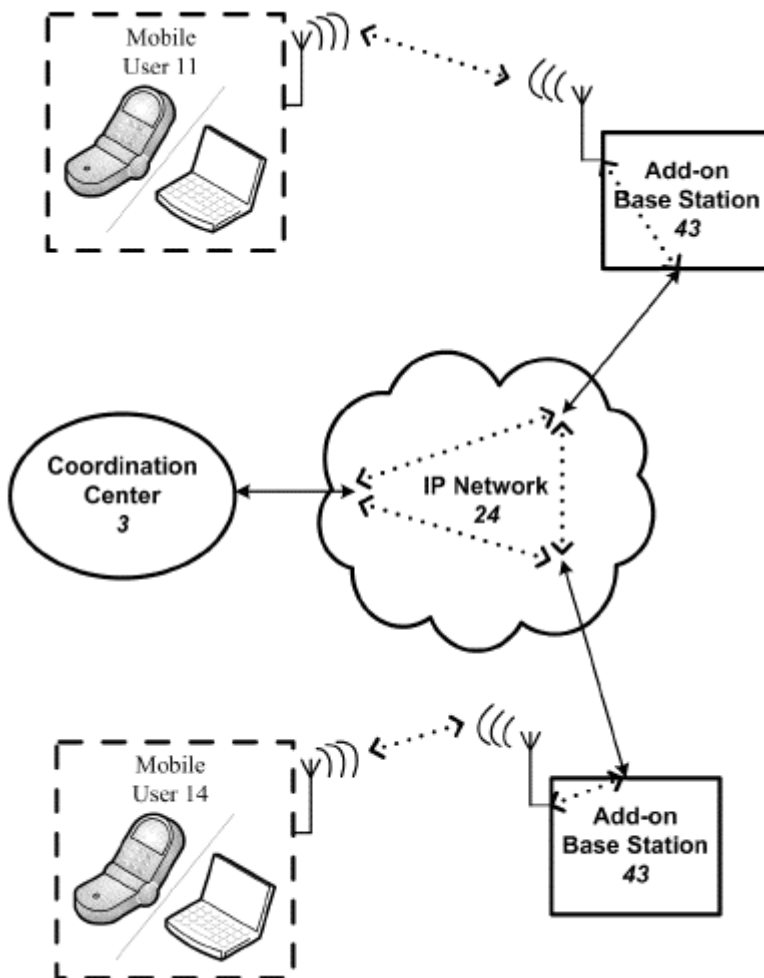 Mobile
User 11
Add-on
Base Station
43
Coordination
Center
3
IP Network
24
Mobile
User 14
Add-on
Base Station
43